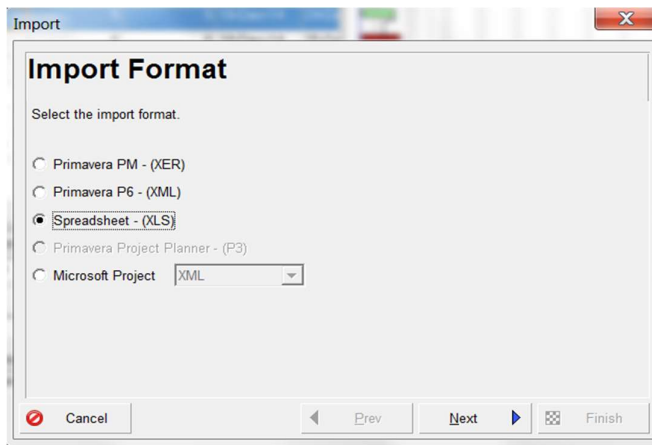 Import
Import Format
Select the import format.
Primavera PM - (XER)
Primavera P6 - (XML)
Spreadsheet - (XLS)
Primavera Project Planner - (P3)
Microsoft Project XML
Cancel Prev Next Finish